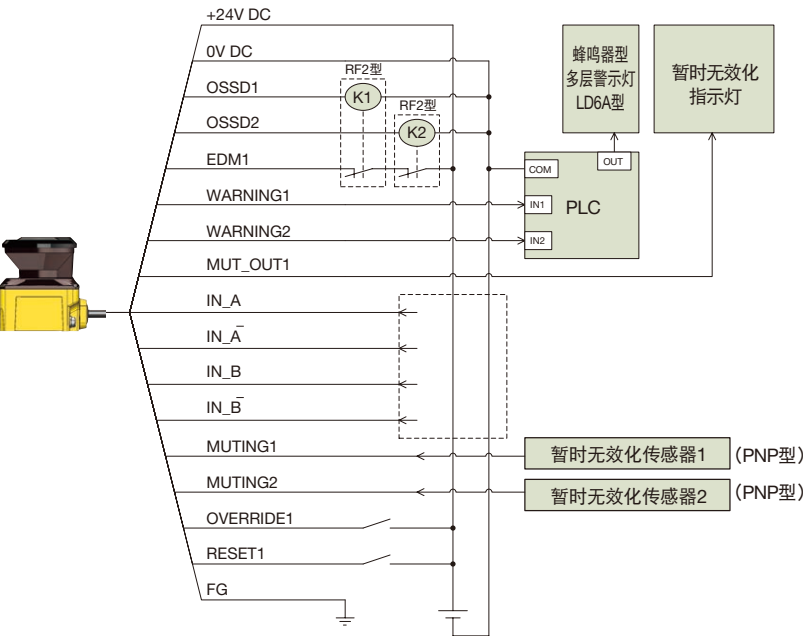 +24V DC
0V DC
RF2型
OSSD1
K1
RF2型
OSSD2
K2
EDM1
WARNING1
WARNING2
MUT_OUT1
IN_A
IN_A̅
IN_B
IN_B̅
MUTING1
MUTING2
OVERRIDE1
RESET1
FG
蜂鸣器型
多层警示灯
LD6A型
暂时无效化
指示灯
OUT
COM
IN1
PLC
IN2
暂时无效化传感器1 (PNP型)
暂时无效化传感器2 (PNP型)